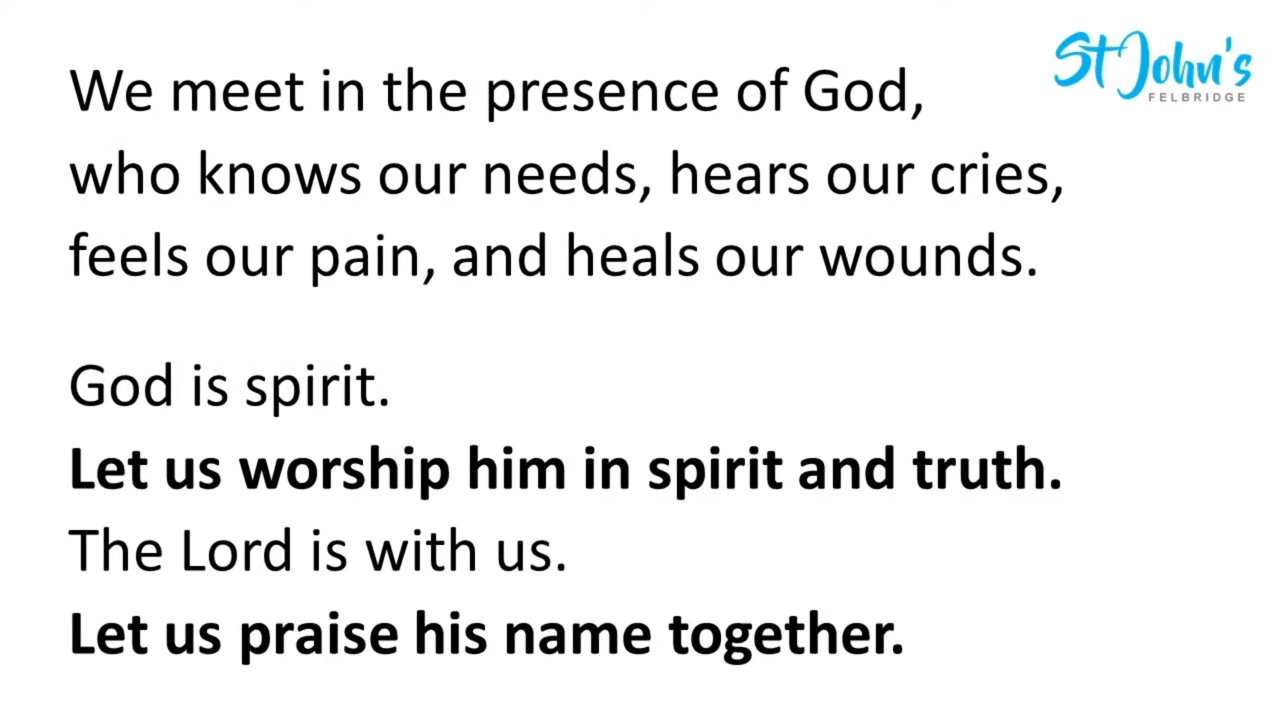 St John's
FELBRIDGE
We meet in the presence of God,
who knows our needs, hears our cries,
feels our pain, and heals our wounds.
God is spirit.
Let us worship him in spirit and truth.
The Lord is with us.
Let us praise his name together.